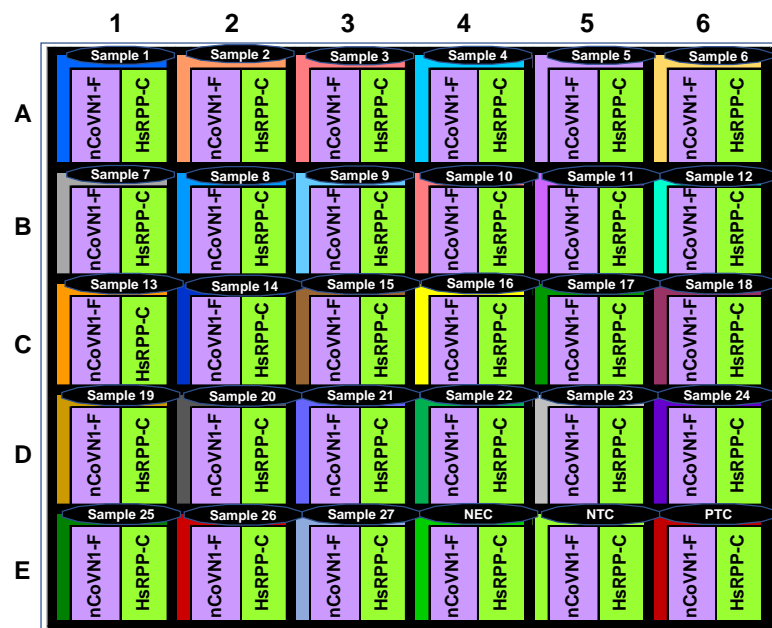 1 2 3 4 5 6
Sample 1 Sample 2 Sample 3 Sample 4 Sample 5 Sample 6
A
nCoVN1-F HsRPP-C nCoVN1-F HsRPP-C nCoVN1-F HsRPP-C nCoVN1-F HsRPP-C nCoVN1-F HsRPP-C nCoVN1-F HsRPP-C
Sample 7 Sample 8 Sample 9 Sample 10 Sample 11 Sample 12
B
nCoVN1-F HsRPP-C nCoVN1-F HsRPP-C nCoVN1-F HsRPP-C nCoVN1-F HsRPP-C nCoVN1-F HsRPP-C nCoVN1-F HsRPP-C
Sample 13 Sample 14 Sample 15 Sample 16 Sample 17 Sample 18
C
nCoVN1-F HsRPP-C nCoVN1-F HsRPP-C nCoVN1-F HsRPP-C nCoVN1-F HsRPP-C nCoVN1-F HsRPP-C nCoVN1-F HsRPP-C
Sample 19 Sample 20 Sample 21 Sample 22 Sample 23 Sample 24
D
nCoVN1-F HsRPP-C nCoVN1-F HsRPP-C nCoVN1-F HsRPP-C nCoVN1-F HsRPP-C nCoVN1-F HsRPP-C nCoVN1-F HsRPP-C
Sample 25 Sample 26 Sample 27 NEC NTC PTC
E
nCoVN1-F HsRPP-C nCoVN1-F HsRPP-C nCoVN1-F HsRPP-C nCoVN1-F HsRPP-C nCoVN1-F HsRPP-C nCoVN1-F HsRPP-C